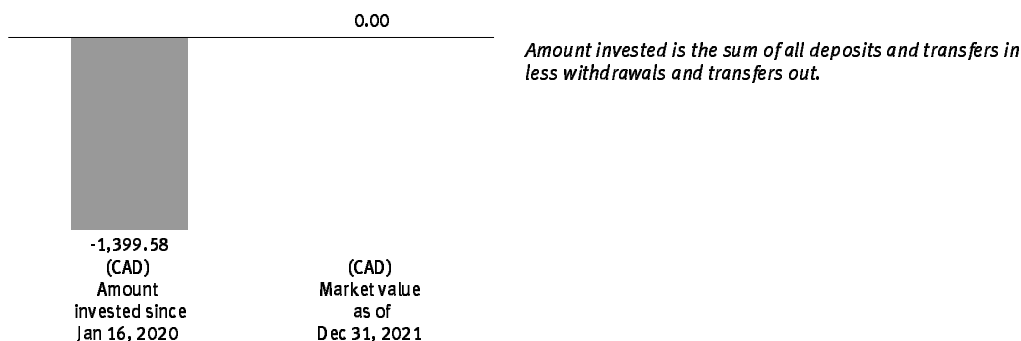 0.00
Amount invested is the sum of all deposits and transfers in
less withdrawals and transfers out.
-1,399.58
(CAD)
Amount
invested since
Jan 16, 2020
(CAD)
Market value
as of
Dec 31, 2021